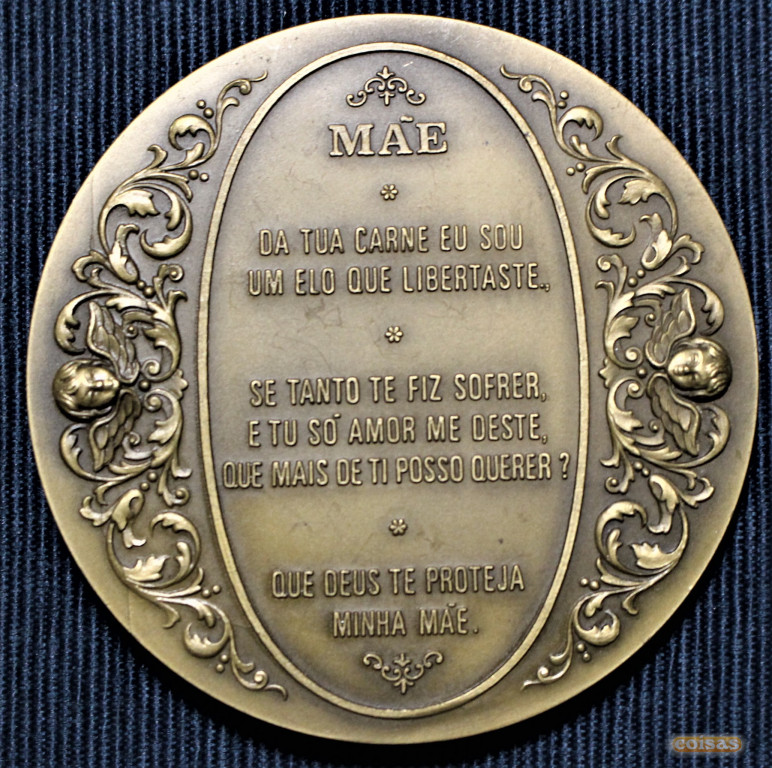 MÃE
DA TUA CARNE EU SOU
UM ELO QUE LIBERTASTE.,
SE TANTO TE FIZ SOFRER,
E TU SÓ AMOR ME DESTE,
QUE MAIS DE TI POSSO QUERER ?
QUE DEUS TE PROTEJA
MINHA MÃE.
coisas